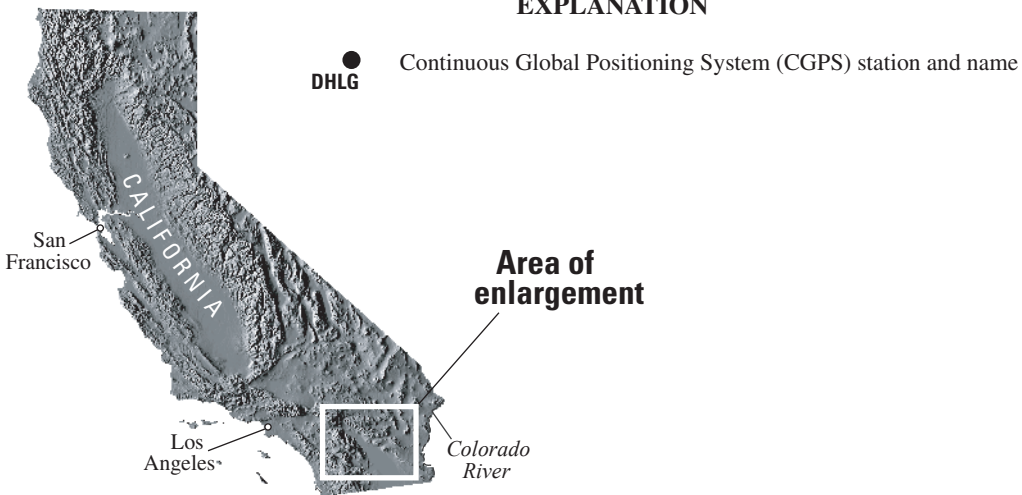 EXPLANATION
DHLG
Continuous Global Positioning System (CGPS) station and name
CALIFORNIA
San
Francisco
Area of
enlargement
Los
Angeles
Colorado
River